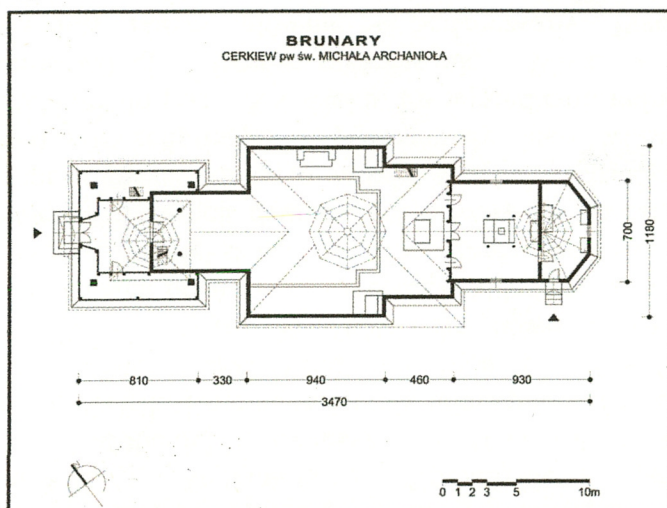 BRUNARY
CERKIEW pw św. MICHAŁA ARCHANIOŁA
700
1180
810 330 940 460 930
3470
0 1 2 3 5 10m